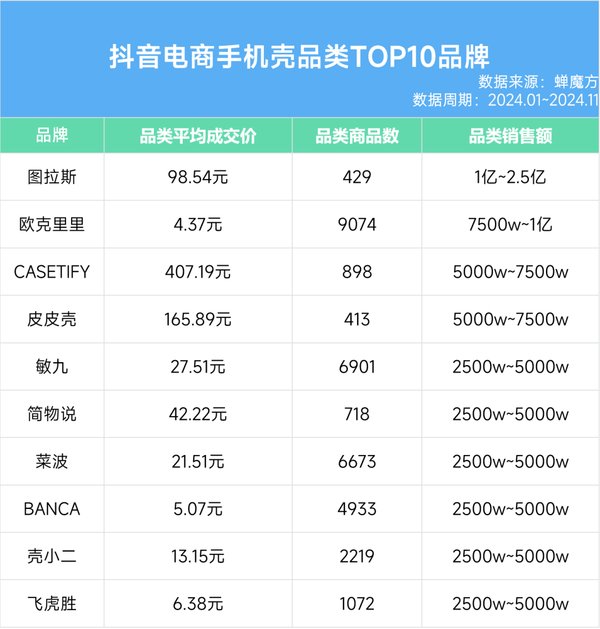 抖音电商手机壳品类TOP10品牌
数据来源：蝉魔方
数据周期：2024.01~2024.11
品牌 品类平均成交价 品类商品数 品类销售额
图拉斯 98.54元 429 1亿~2.5亿
欧克里里 4.37元 9074 7500w~1亿
CASETIFY 407.19元 898 5000w~7500w
皮皮壳 165.89元 413 5000w~7500w
敏九 27.51元 6901 2500w~5000w
简物说 42.22元 718 2500w~5000w
菜波 21.51元 6673 2500w~5000w
BANCA 5.07元 4933 2500w~5000w
壳小二 13.15元 2219 2500w~5000w
飞虎胜 6.38元 1072 2500w~5000w